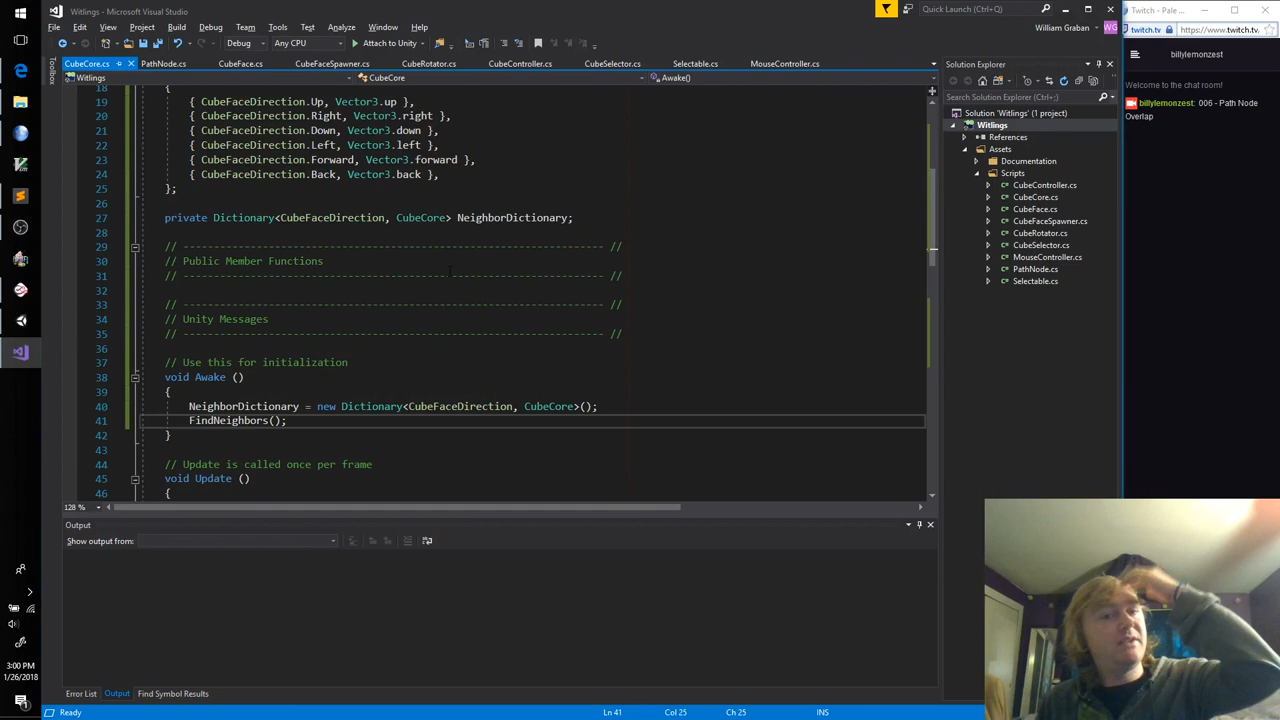 Witlings - Microsoft Visual Studio
Quick Launch (Ctrl+Q)
File Edit View Project Build Debug Team Tools Analyze Window Help
William Graban WG
Debug Any CPU Attach to Unity
CubeCore.cs PathNode.cs CubeFace.cs CubeFaceSpawner.cs CubeRotator.cs CubeController.cs CubeSelector.cs Selectable.cs MouseController.cs
Witlings CubeCore Awake()
Toolbox
18 {
19 { CubeFaceDirection.Up, Vector3.up },
20 { CubeFaceDirection.Right, Vector3.right },
21 { CubeFaceDirection.Down, Vector3.down },
22 { CubeFaceDirection.Left, Vector3.left },
23 { CubeFaceDirection.Forward, Vector3.forward },
24 { CubeFaceDirection.Back, Vector3.back },
25 };
26
27 private Dictionary<CubeFaceDirection, CubeCore> NeighborDictionary;
28
29 // ---------------------------------------------------------------------- //
30 // Public Member Functions
31 // ---------------------------------------------------------------------- //
32
33 // ---------------------------------------------------------------------- //
34 // Unity Messages
35 // ---------------------------------------------------------------------- //
36
37 // Use this for initialization
38 void Awake ()
39 {
40 NeighborDictionary = new Dictionary<CubeFaceDirection, CubeCore>();
41 FindNeighbors();
42 }
43
44 // Update is called once per frame
45 void Update ()
46 {
128 %
Output
Show output from:
Error List Output Find Symbol Results
Ready Ln 41 Col 25 Ch 25 INS
Solution Explorer
Search Solution Explorer (Ctrl+;)
Solution 'Witlings' (1 project)
Witlings
References
Assets
Documentation
Scripts
CubeController.cs
CubeCore.cs
CubeFace.cs
CubeFaceSpawner.cs
CubeRotator.cs
CubeSelector.cs
MouseController.cs
PathNode.cs
Selectable.cs
Twitch - Pale ...
twitch.tv https://www.twitch.tv
billylemonzest
Welcome to the chat room!
billylemonzest: 006 - Path Node
Overlap
3:00 PM
1/26/2018